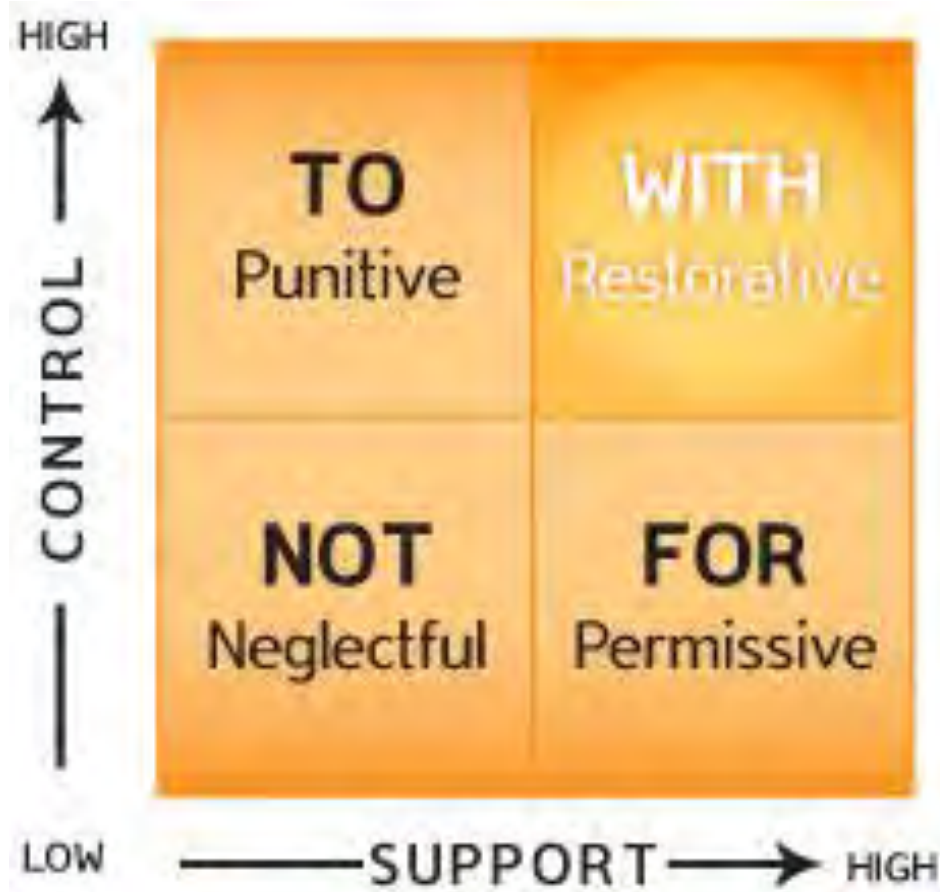 HIGH
TO
Punitive
WITH
Restorative
CONTROL
NOT
Neglectful
FOR
Permissive
LOW
SUPPORT
HIGH